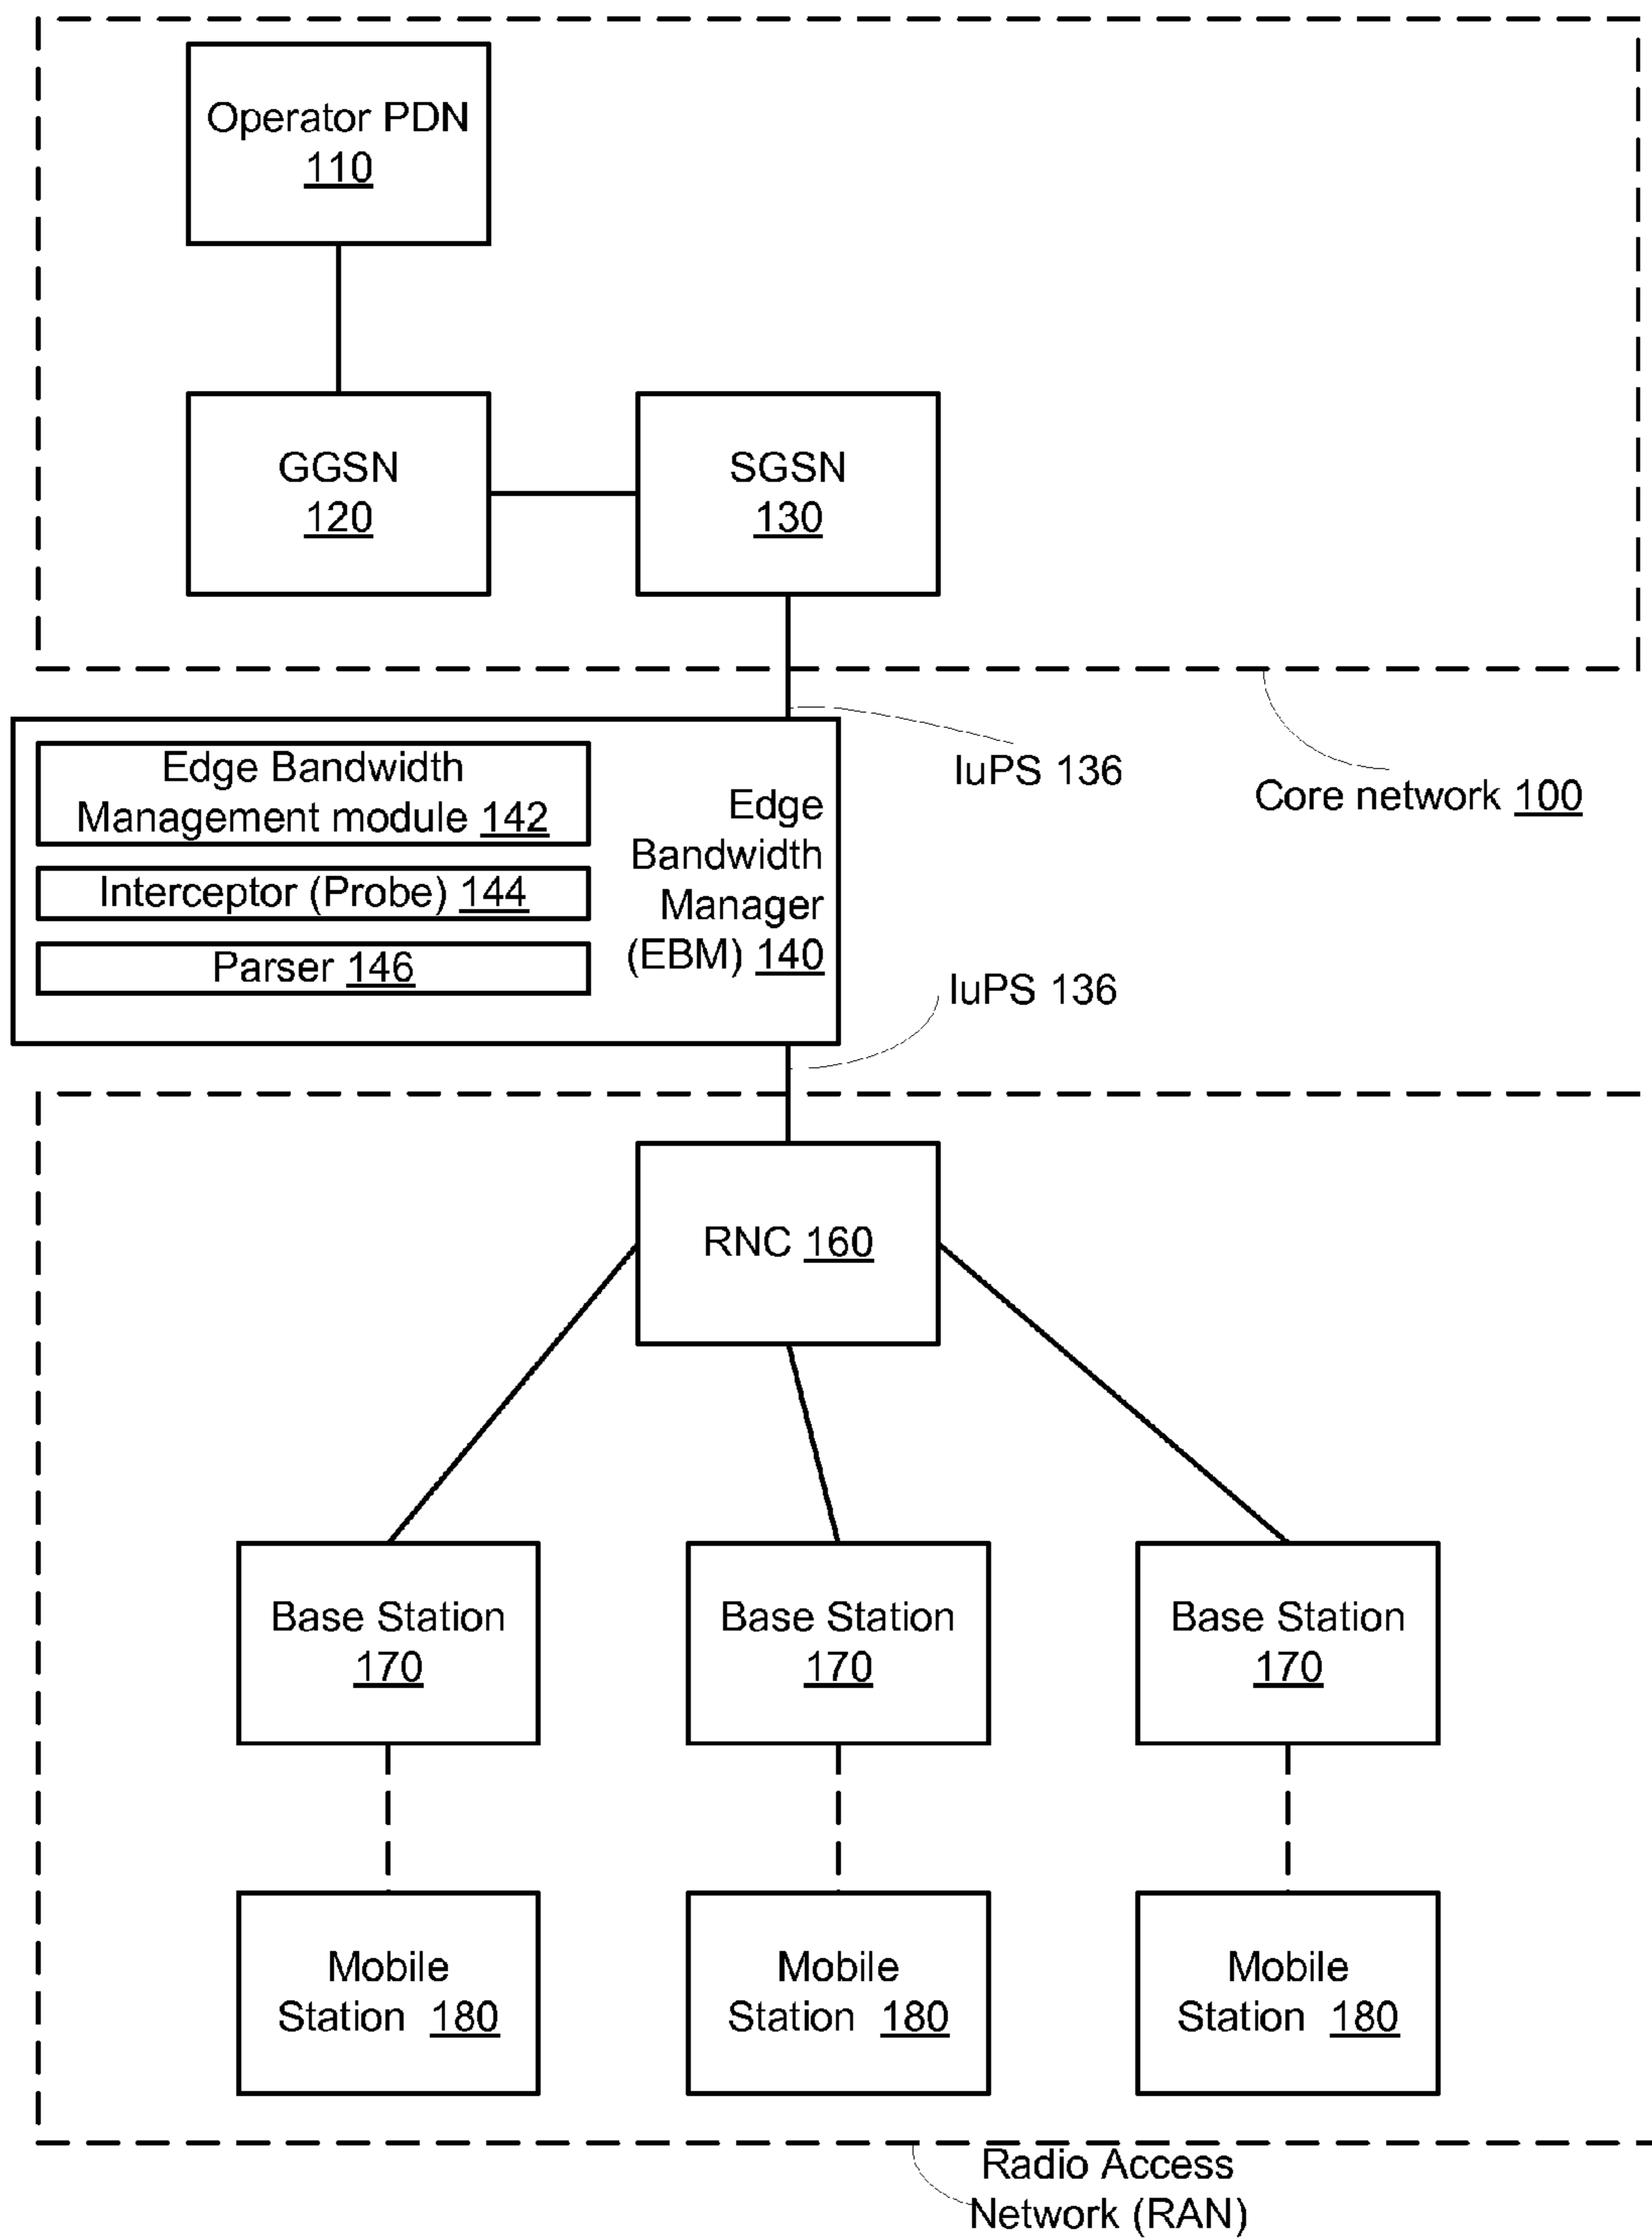 Operator PDN
110
GGSN
120
SGSN
130
IuPS 136
Core network 100
Edge Bandwidth
Management module 142
Interceptor (Probe) 144
Parser 146
Edge
Bandwidth
Manager
(EBM) 140
IuPS 136
RNC 160
Base Station
170
Base Station
170
Base Station
170
Mobile
Station 180
Mobile
Station 180
Mobile
Station 180
Radio Access
Network (RAN)